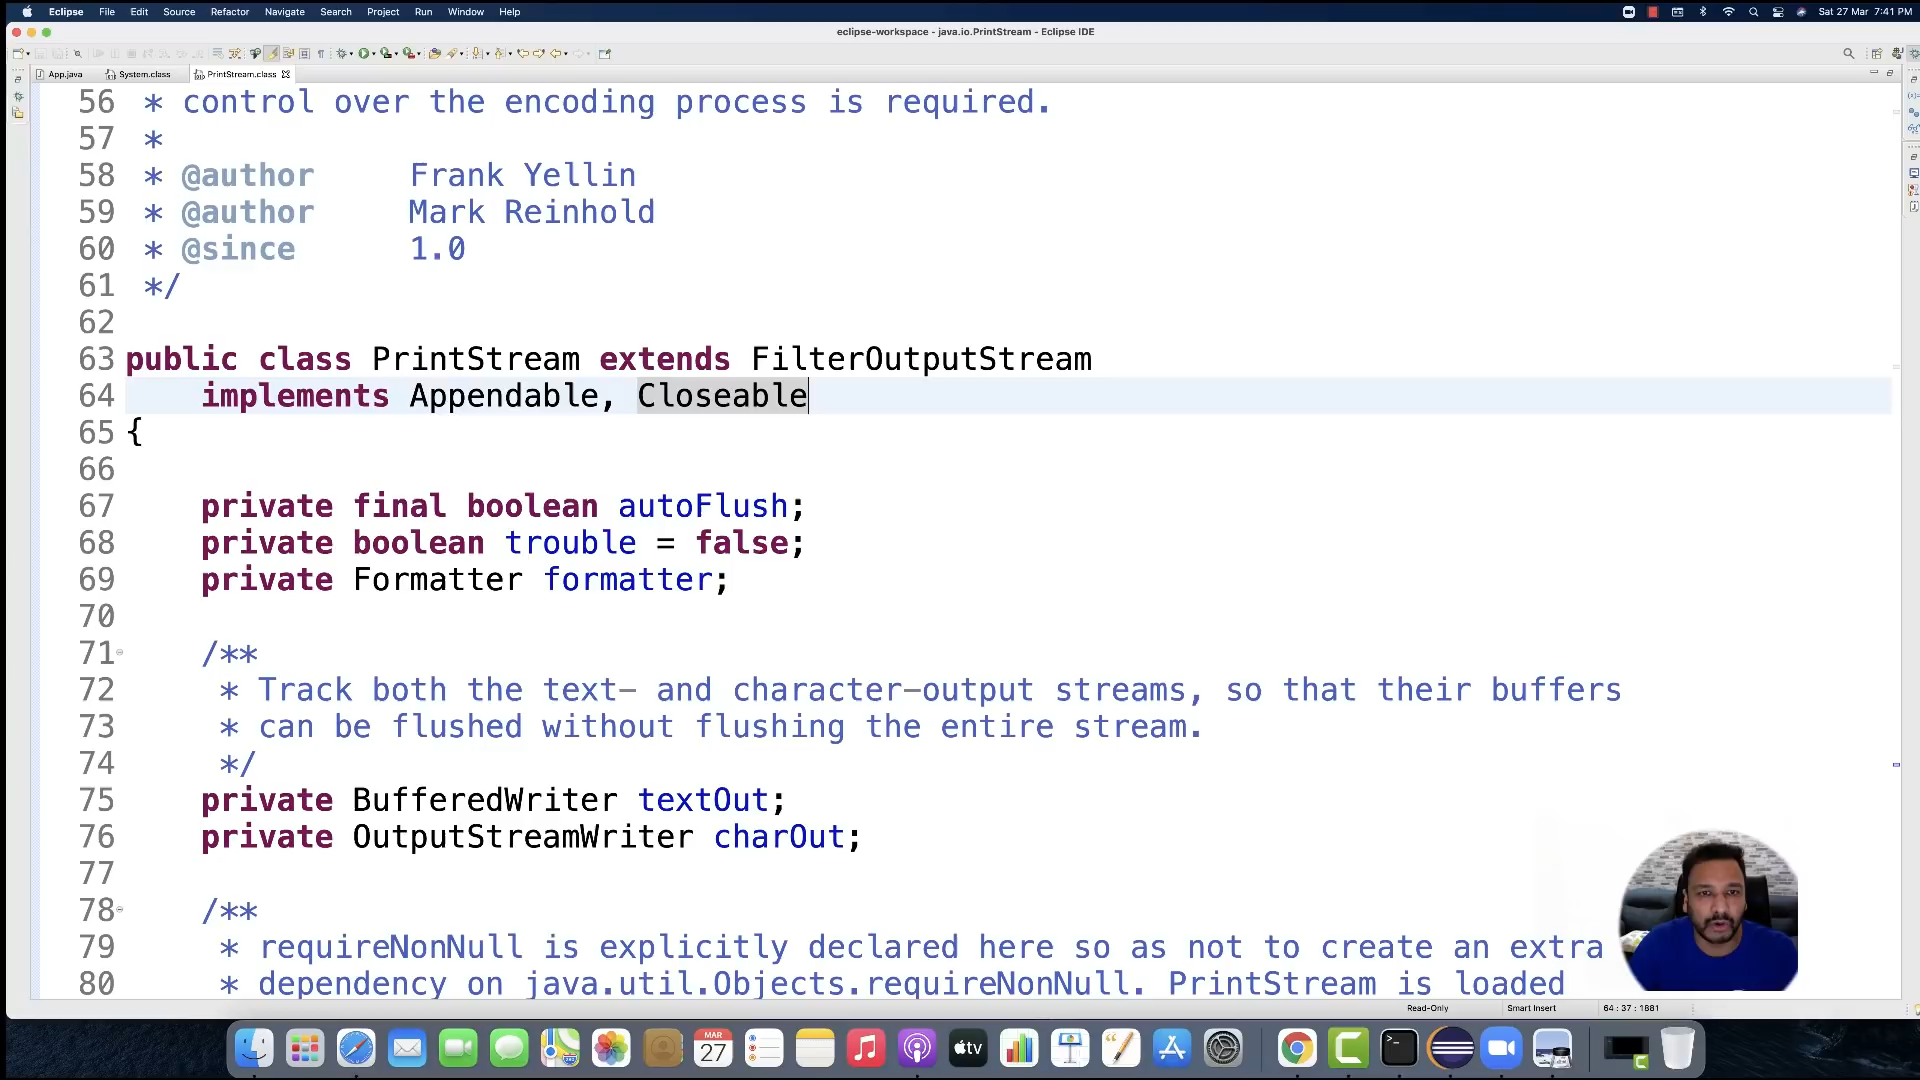 Eclipse File Edit Source Refactor Navigate Search Project Run Window Help Sat 27 Mar 7:41 PM
eclipse-workspace - java.io.PrintStream - Eclipse IDE
App.java System.class PrintStream.class
56 * control over the encoding process is required.
57 *
58 * @author Frank Yellin
59 * @author Mark Reinhold
60 * @since 1.0
61 */
62
63 public class PrintStream extends FilterOutputStream
64 implements Appendable, Closeable
65 {
66
67 private final boolean autoFlush;
68 private boolean trouble = false;
69 private Formatter formatter;
70
71 /**
72 * Track both the text- and character-output streams, so that their buffers
73 * can be flushed without flushing the entire stream.
74 */
75 private BufferedWriter textOut;
76 private OutputStreamWriter charOut;
77
78 /**
79 * requireNonNull is explicitly declared here so as not to create an extra
80 * dependency on java.util.Objects.requireNonNull. PrintStream is loaded
Read-Only Smart Insert 64 : 37 : 1881
MAR
27
tv